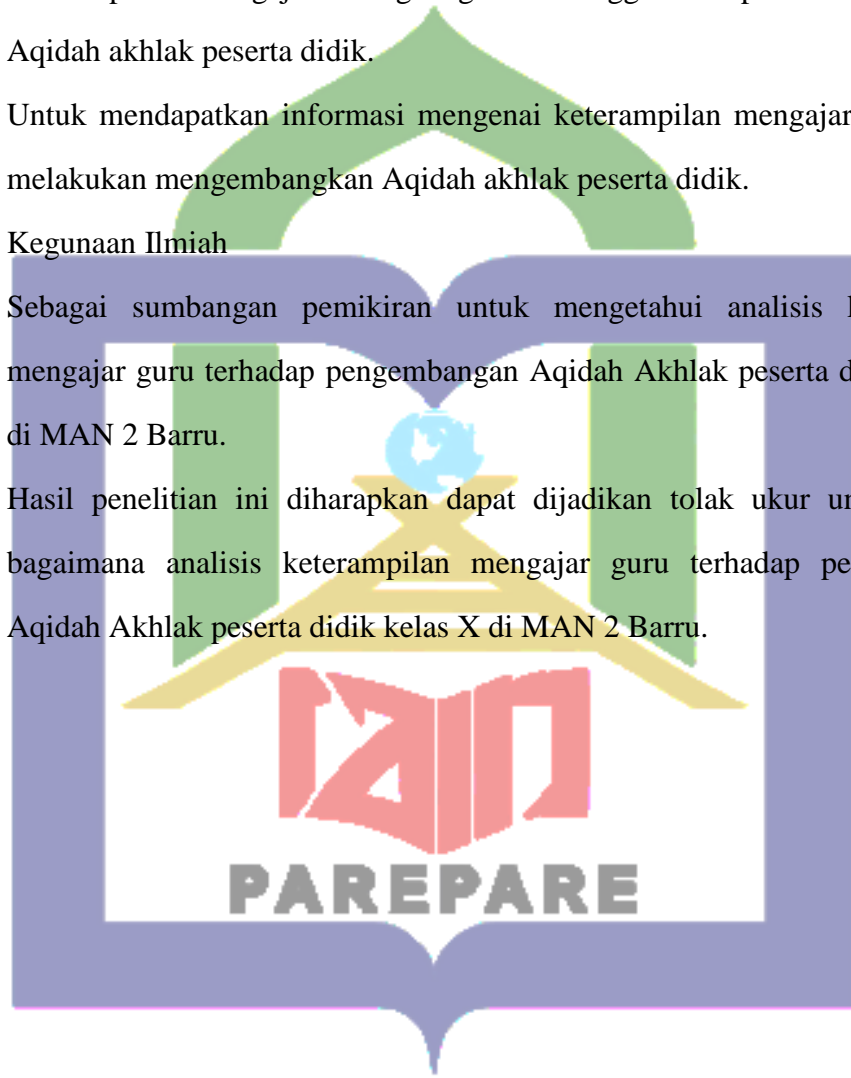 Aqidah akhlak peserta didik.
Untuk mendapatkan informasi mengenai keterampilan mengajar
melakukan mengembangkan Aqidah akhlak peserta didik.
Kegunaan Ilmiah
Sebagai sumbangan pemikiran untuk mengetahui analisis
mengajar guru terhadap pengembangan Aqidah Akhlak peserta
di MAN 2 Barru.
Hasil penelitian ini diharapkan dapat dijadikan tolak ukur
bagaimana analisis keterampilan mengajar guru terhadap
Aqidah Akhlak peserta didik kelas X di MAN 2 Barru.
IAIN
PAREPARE